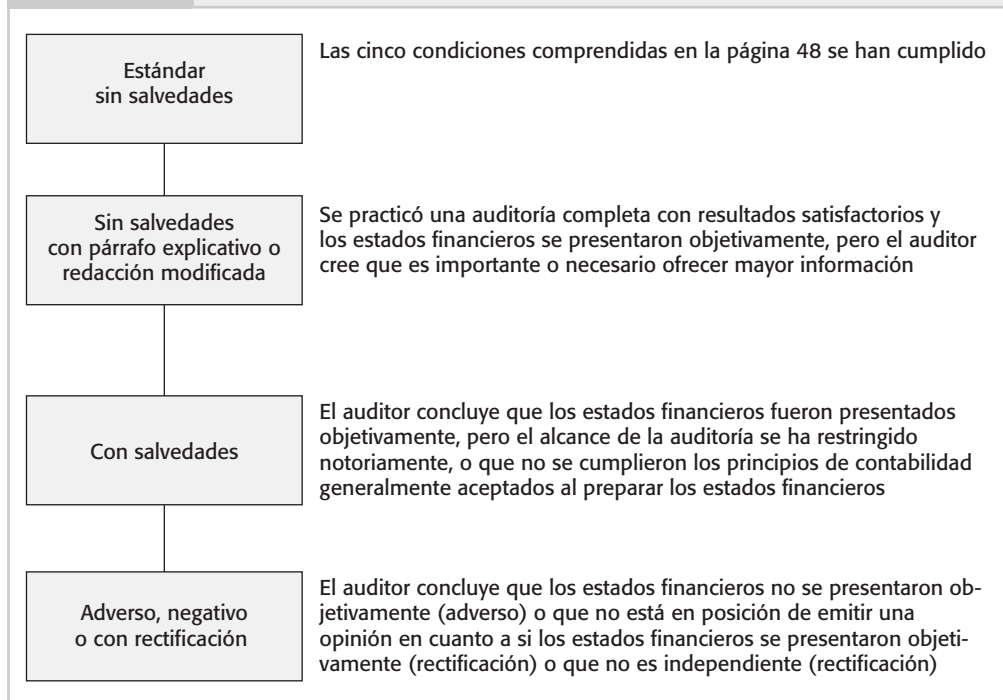 Estándar
sin salvedades
Las cinco condiciones comprendidas en la página 48 se han cumplido
Sin salvedades
con párrafo explicativo o
redacción modificada
Se practicó una auditoría completa con resultados satisfactorios y
los estados financieros se presentaron objetivamente, pero el auditor
cree que es importante o necesario ofrecer mayor información
Con salvedades
El auditor concluye que los estados financieros fueron presentados
objetivamente, pero el alcance de la auditoría se ha restringido
notoriamente, o que no se cumplieron los principios de contabilidad
generalmente aceptados al preparar los estados financieros
Adverso, negativo
o con rectificación
El auditor concluye que los estados financieros no se presentaron ob-
jetivamente (adverso) o que no está en posición de emitir una
opinión en cuanto a si los estados financieros se presentaron objeti-
vamente (rectificación) o que no es independiente (rectificación)